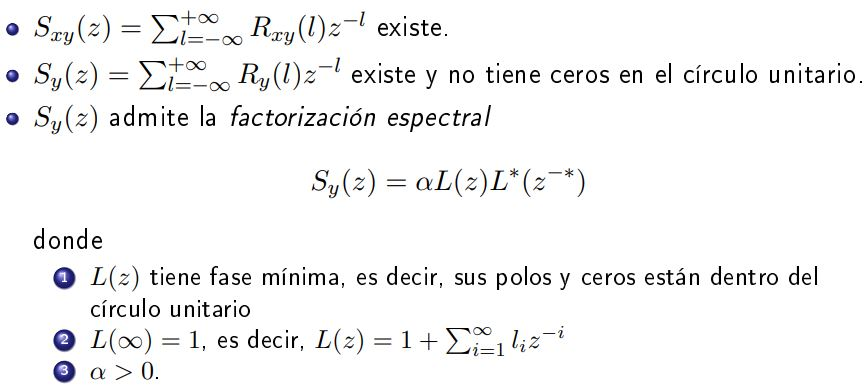 • $S_{xy}(z) = \sum_{l=-\infty}^{+\infty} R_{xy}(l)z^{-l}$ existe.
• $S_y(z) = \sum_{l=-\infty}^{+\infty} R_y(l)z^{-l}$ existe y no tiene ceros en el círculo unitario.
• $S_y(z)$ admite la factorización espectral
$S_y(z) = \alpha L(z)L^*(z^{-*})$
donde
1 $L(z)$ tiene fase mínima, es decir, sus polos y ceros están dentro del
círculo unitario
2 $L(\infty) = 1$, es decir, $L(z) = 1 + \sum_{i=1}^{\infty} l_i z^{-i}$
3 $\alpha > 0$.